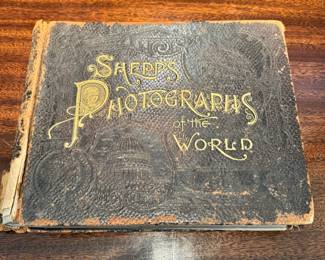 SHEPP'S
PHOTOGRAPHS
of the
WORLD